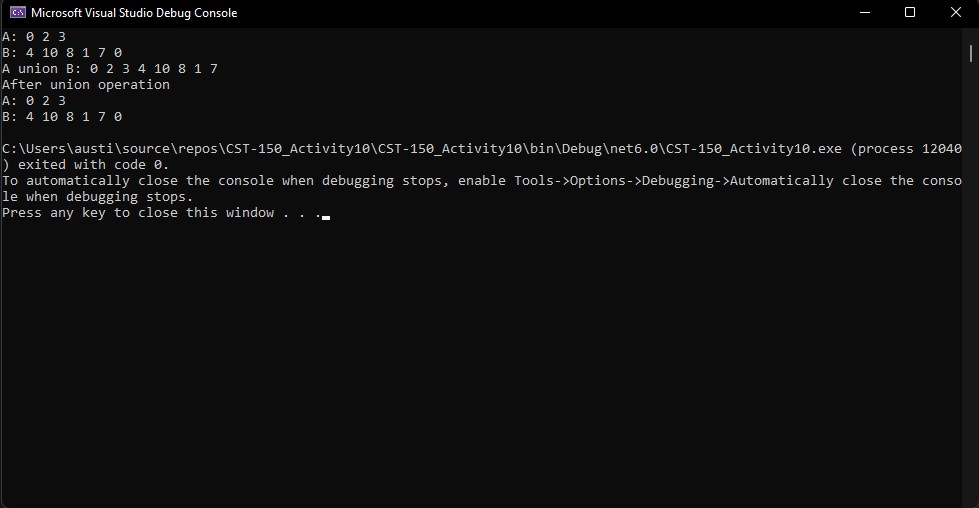 Microsoft Visual Studio Debug Console
A: 0 2 3
B: 4 10 8 1 7 0
A union B: 0 2 3 4 10 8 1 7
After union operation
A: 0 2 3
B: 4 10 8 1 7 0
C:\Users\austi\source\repos\CST-150_Activity10\CST-150_Activity10\bin\Debug\net6.0\CST-150_Activity10.exe (process 12040
) exited with code 0.
To automatically close the console when debugging stops, enable Tools->Options->Debugging->Automatically close the conso
le when debugging stops.
Press any key to close this window . . .